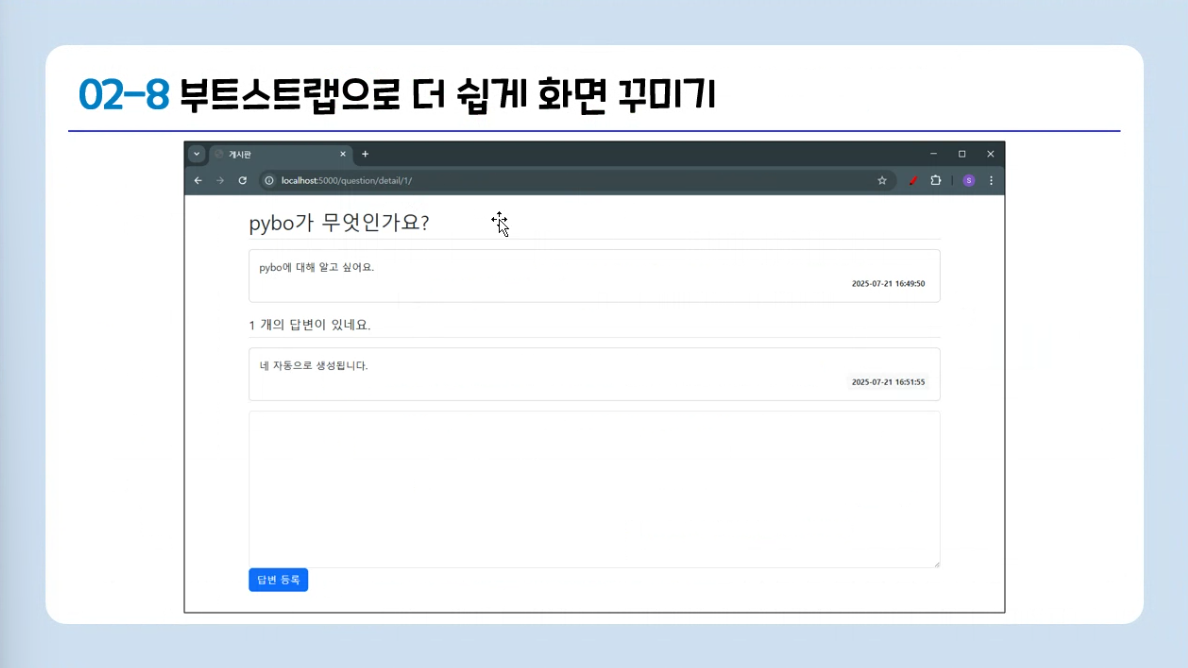 02-8 부트스트랩으로 더 쉽게 화면 꾸미기
게시판
localhost:5000/question/detail/1/
S
pybo가 무엇인가요?
pybo에 대해 알고 싶어요.
2025-07-21 16:49:50
1 개의 답변이 있네요.
네 자동으로 생성됩니다.
2025-07-21 16:51:55
답변 등록